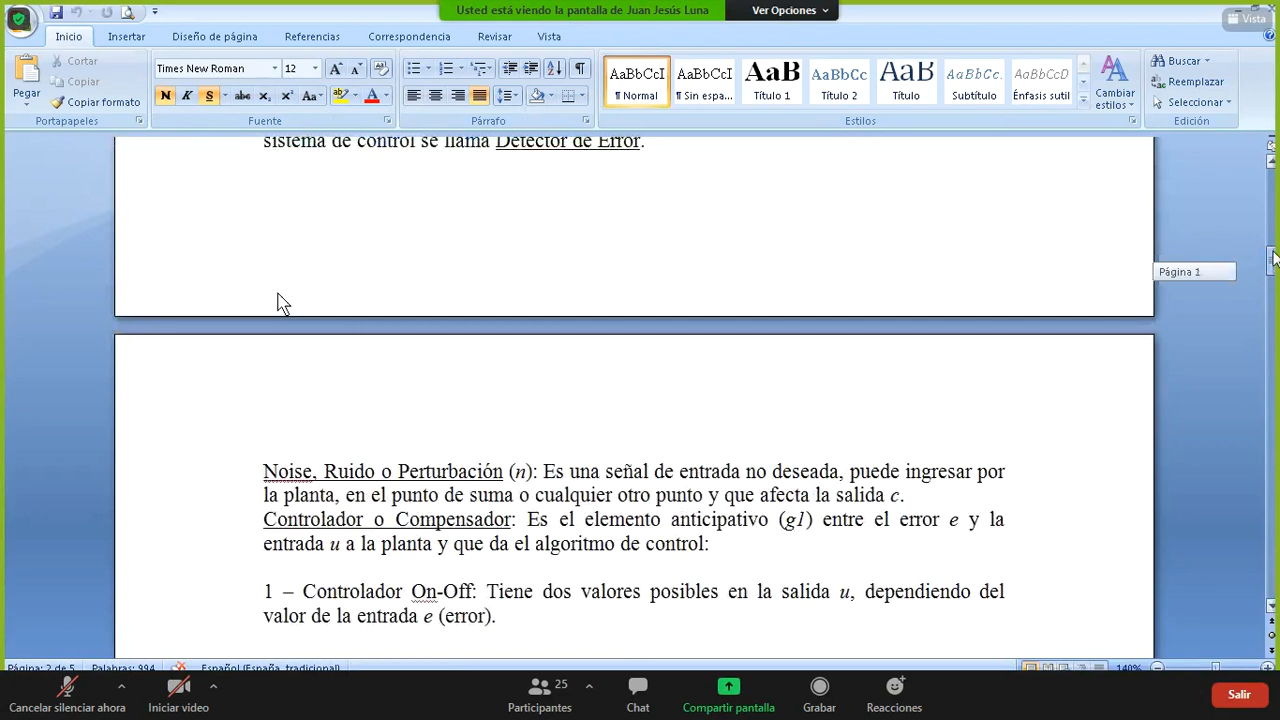 Usted está viendo la pantalla de Juan Jesús Luna
Ver Opciones
Vista
Inicio
Insertar
Diseño de página
Referencias
Correspondencia
Revisar
Vista
Pegar
Cortar
Copiar
Copiar formato
Portapapeles
Times New Roman
12
N K S abc x₂ x² Aa
Fuente
Párrafo
AaBbCcI
¶ Normal
AaBbCcI
¶ Sin espa...
AaB
Título 1
AaBbCc
Título 2
AaB
Título
AaBbCc.
Subtítulo
AaBbCcD
Énfasis sutil
Cambiar
estilos
Estilos
Buscar
Reemplazar
Seleccionar
Edición
sistema de control se llama Detector de Error.
Página 1
Noise, Ruido o Perturbación (n): Es una señal de entrada no deseada, puede ingresar por
la planta, en el punto de suma o cualquier otro punto y que afecta la salida c.
Controlador o Compensador: Es el elemento anticipativo (g1) entre el error e y la
entrada u a la planta y que da el algoritmo de control:
1 – Controlador On-Off: Tiene dos valores posibles en la salida u, dependiendo del
valor de la entrada e (error).
Página: 2 de 5
Palabras: 994
Español (España, tradicional)
140%
Cancelar silenciar ahora
Iniciar video
25
Participantes
Chat
Compartir pantalla
Grabar
Reacciones
Salir